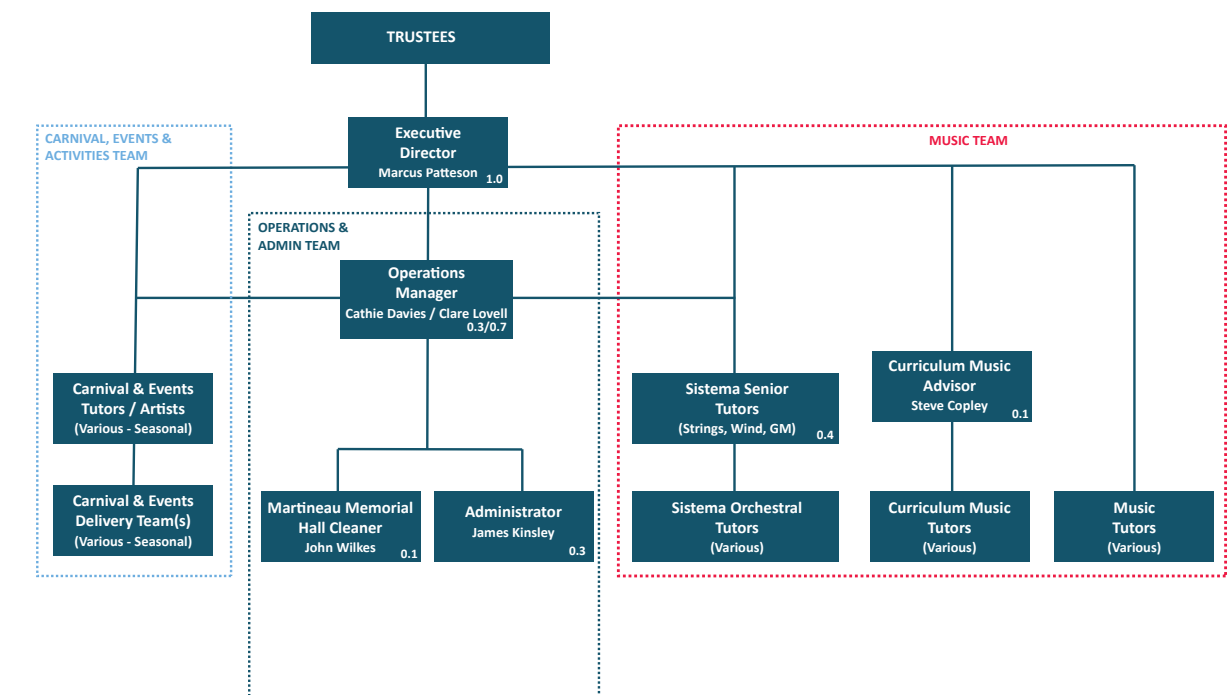 TRUSTEES
Executive
Director
Marcus Patteson
1.0
CARNIVAL, EVENTS &
ACTIVITIES TEAM
MUSIC TEAM
OPERATIONS &
ADMIN TEAM
Operations
Manager
Cathie Davies / Clare Lovell
0.3/0.7
Carnival & Events
Tutors / Artists
(Various - Seasonal)
Sistema Senior
Tutors
(Strings, Wind, GM)
0.4
Curriculum Music
Advisor
Steve Copley
0.1
Carnival & Events
Delivery Team(s)
(Various - Seasonal)
Martineau Memorial
Hall Cleaner
John Wilkes
0.1
Administrator
James Kinsley
0.3
Sistema Orchestral
Tutors
(Various)
Curriculum Music
Tutors
(Various)
Music
Tutors
(Various)